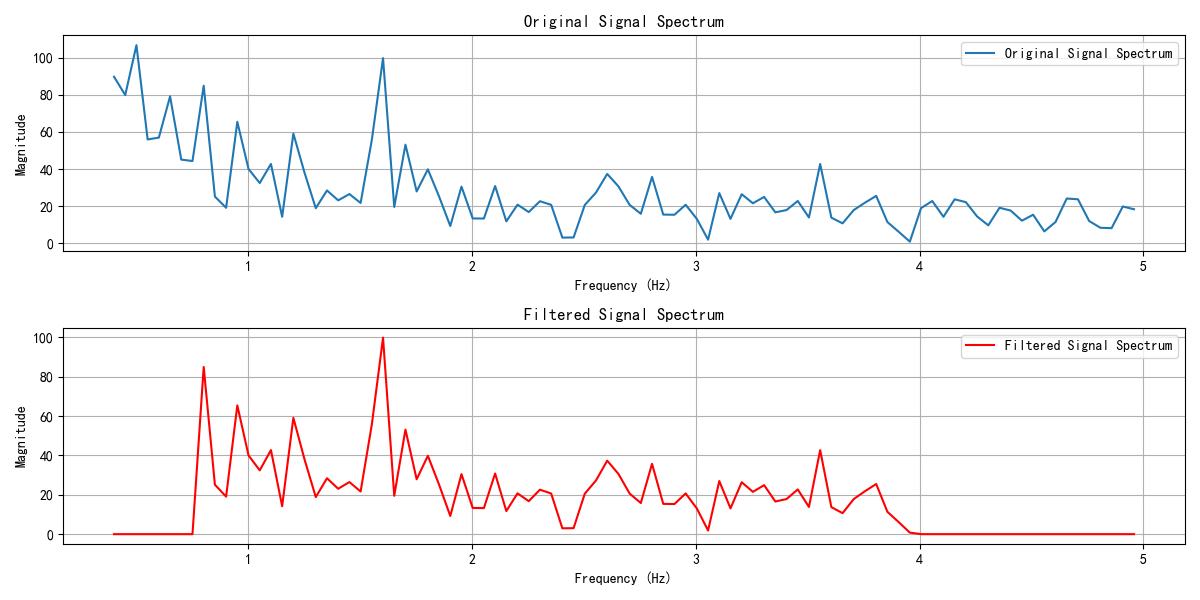 Original Signal Spectrum
Original Signal Spectrum
100
80
60
40
20
0
Magnitude
1 2 3 4 5
Frequency (Hz)
Filtered Signal Spectrum
Filtered Signal Spectrum
100
80
60
40
20
0
Magnitude
1 2 3 4 5
Frequency (Hz)